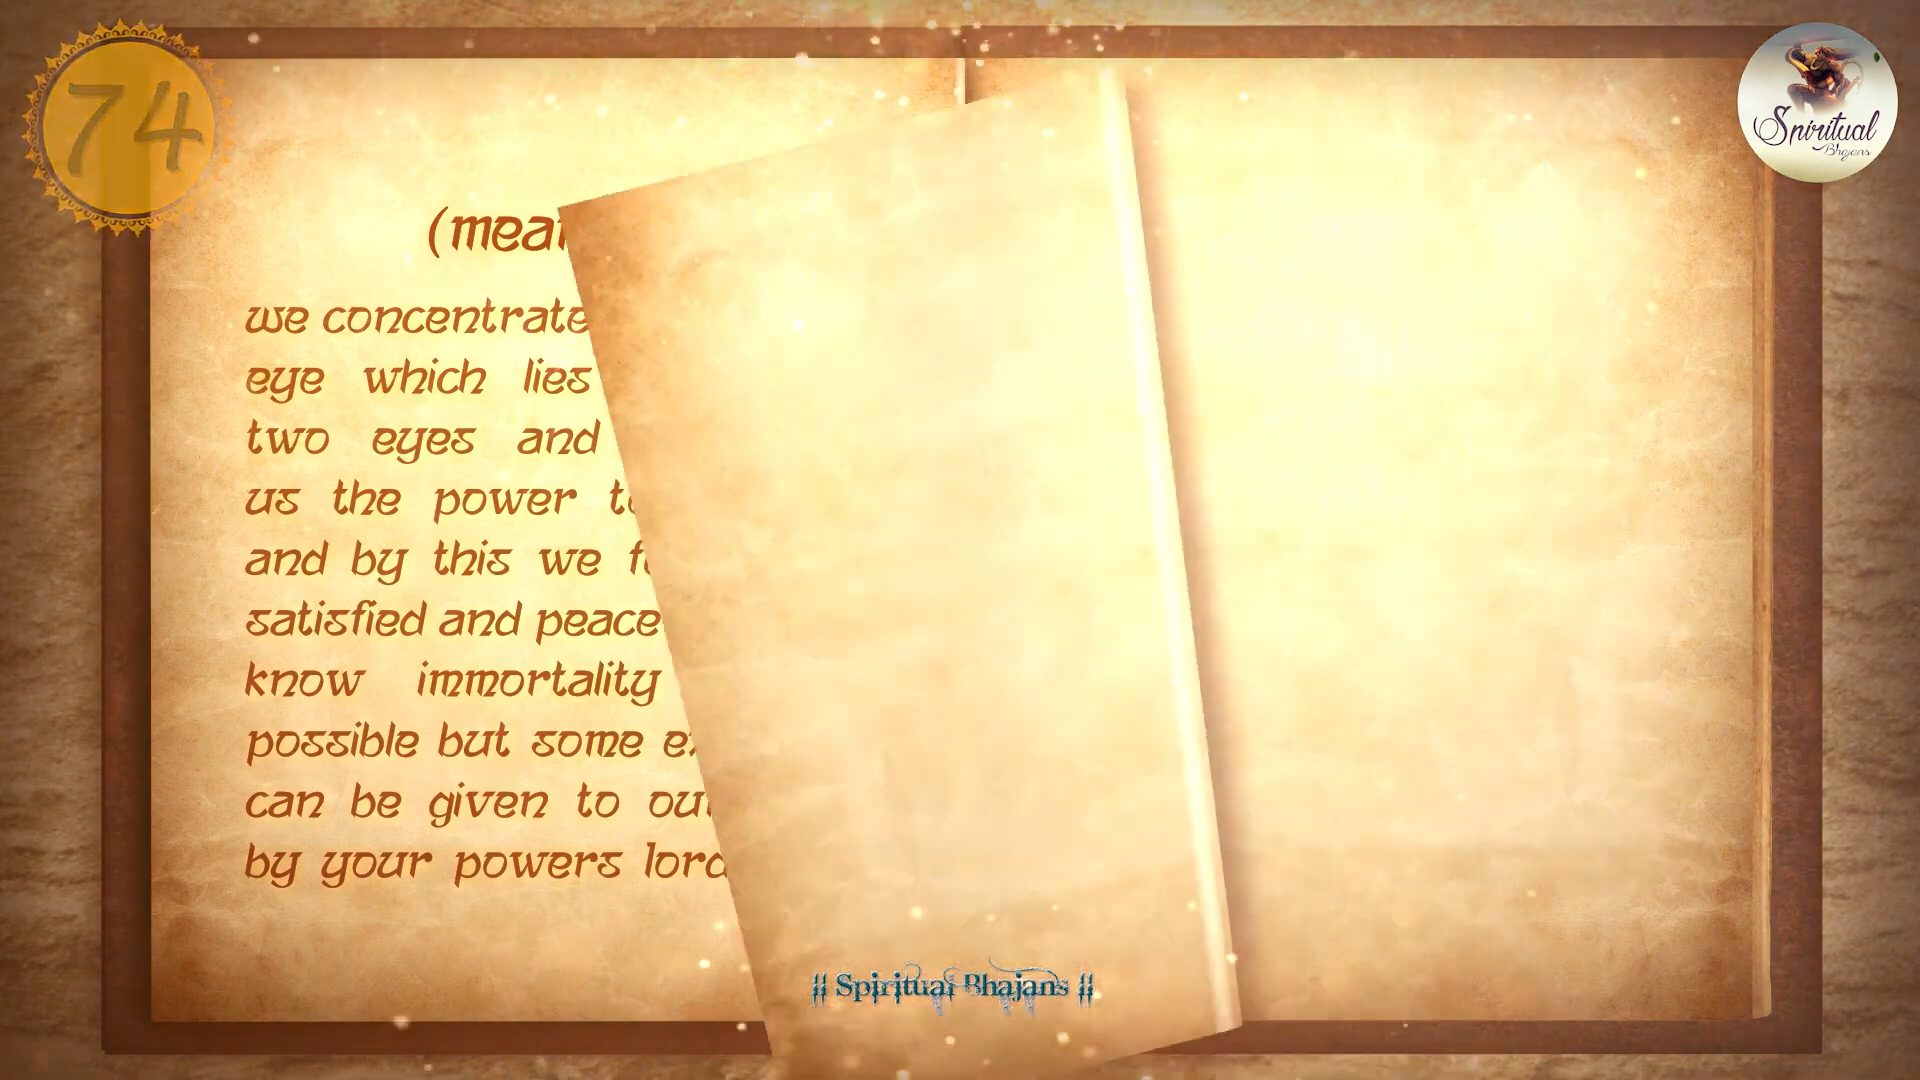 74
Spiritual
Bhajans
(mea
we concentrate
eye which lies
two eyes and
us the power
and by this we
satisfied and peace
know immortality
possible but some
can be given to
by your powers lord
|| Spiritual Bhajans ||